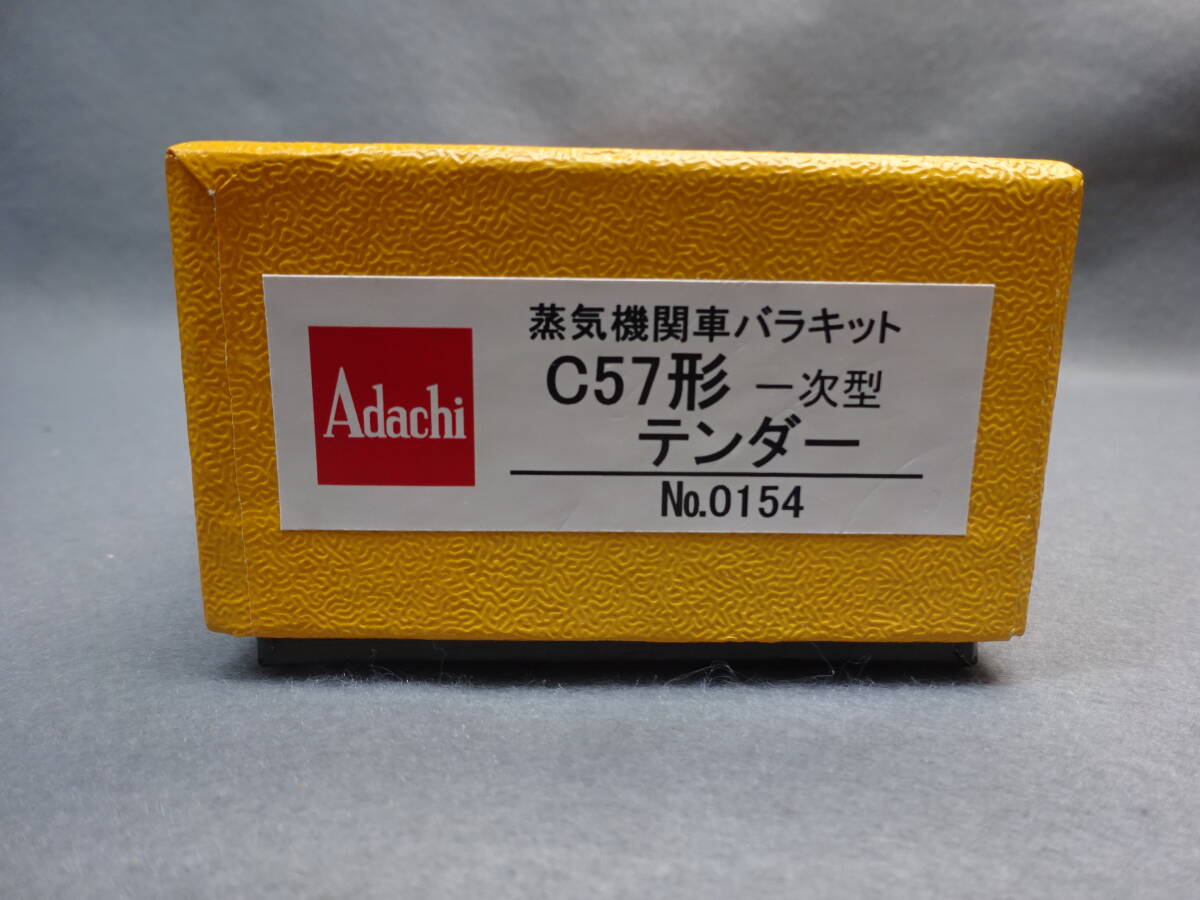 Adachi
蒸気機関車バラキット
C57形 一次型
テンダー
No.0154